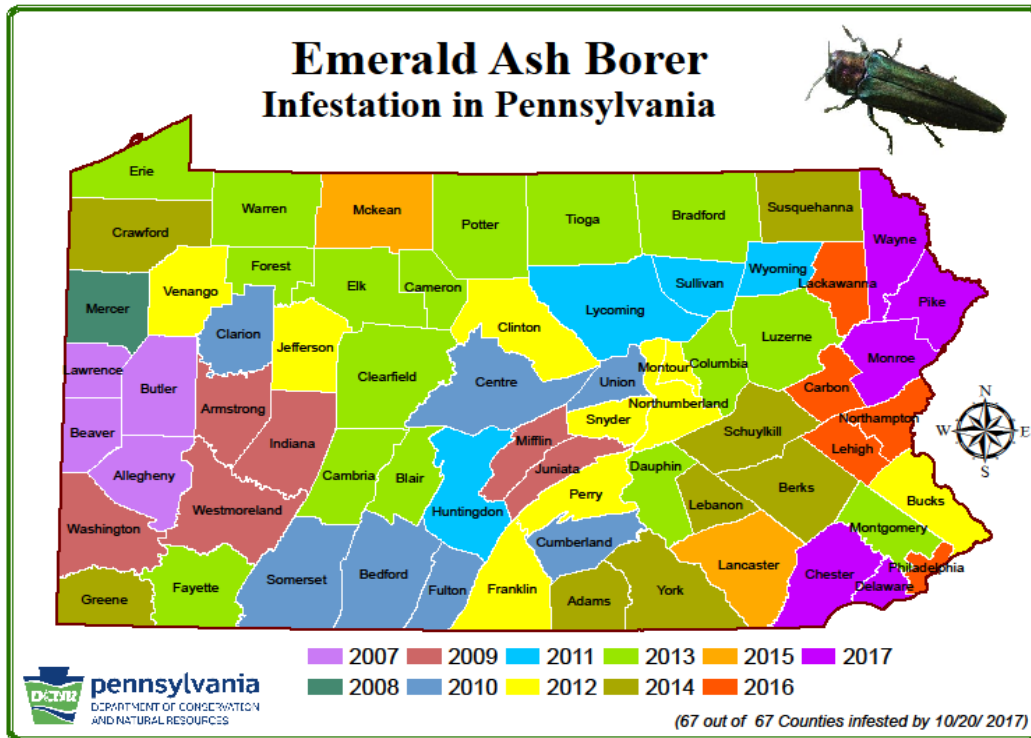 Emerald Ash Borer
Infestation in Pennsylvania
Erie
Warren
Mckean
Potter
Tioga
Bradford
Susquehanna
Wayne
Crawford
Forest
Elk
Cameron
Sullivan
Wyoming
Lackawanna
Pike
Mercer
Venango
Clarion
Jefferson
Clinton
Lycoming
Luzerne
Monroe
Lawrence
Butler
Clearfield
Centre
Union
Montour
Columbia
Carbon
Armstrong
Northumberland
Northampton
Beaver
Indiana
Snyder
Schuylkill
Lehigh
Allegheny
Cambria
Blair
Mifflin
Juniata
Dauphin
Berks
Bucks
Washington
Westmoreland
Huntingdon
Perry
Lebanon
Montgomery
Cumberland
Philadelphia
Greene
Fayette
Somerset
Bedford
Fulton
Franklin
Adams
York
Lancaster
Chester
Delaware
N
W E
S
2007 2009 2011 2013 2015 2017
2008 2010 2012 2014 2016
DCNR
pennsylvania
DEPARTMENT OF CONSERVATION
AND NATURAL RESOURCES
(67 out of 67 Counties infested by 10/20/ 2017)